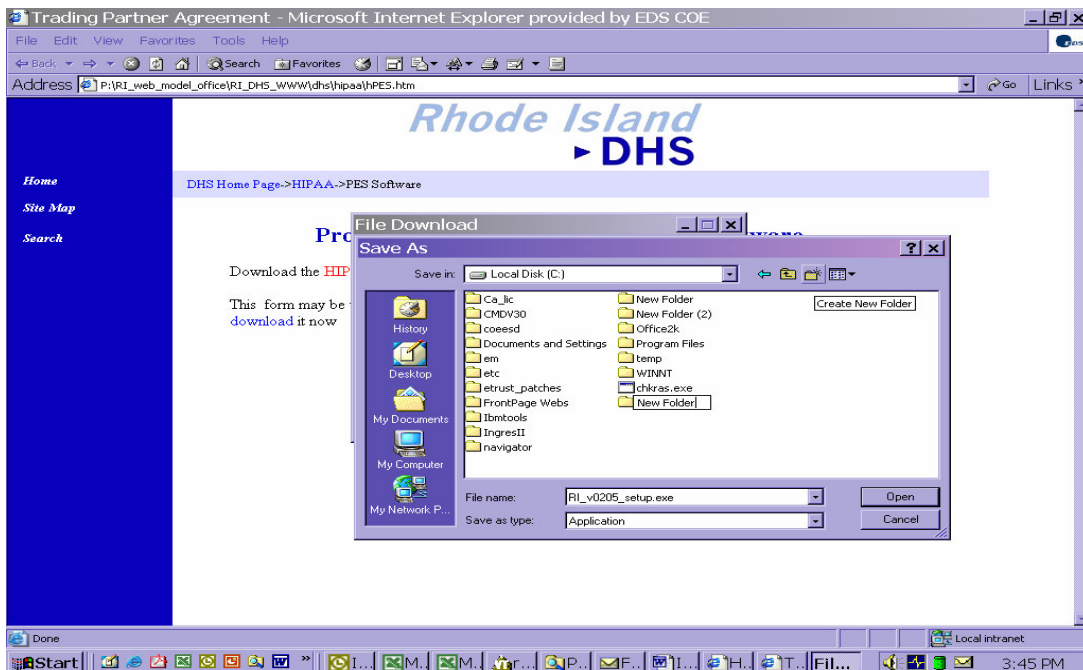 Trading Partner Agreement - Microsoft Internet Explorer provided by EDS COE
File Edit View Favorites Tools Help
Back Search Favorites
Address P:\RI_web_model_office\RI_DHS_WWW\dhs\hipaa\hPES.htm Go Links
Rhode Island
DHS
Home
Site Map
Search
DHS Home Page->HIPAA->PES Software
Download the HIP
This form may be
download it now
File Download
Save As
Save in: Local Disk (C:)
Create New Folder
History
Desktop
My Documents
My Computer
My Network P...
Ca_lic
CMDV30
coeesd
Documents and Settings
em
etc
etrust_patches
FrontPage Webs
Ibmtools
IngresII
navigator
New Folder
New Folder (2)
Office2k
Program Files
temp
WINNT
chkras.exe
New Folder
File name: RI_v0205_setup.exe Open
Save as type: Application Cancel
Done Local intranet
Start I... M... M... r... P... F... I... H... T... Fil... 3:45 PM